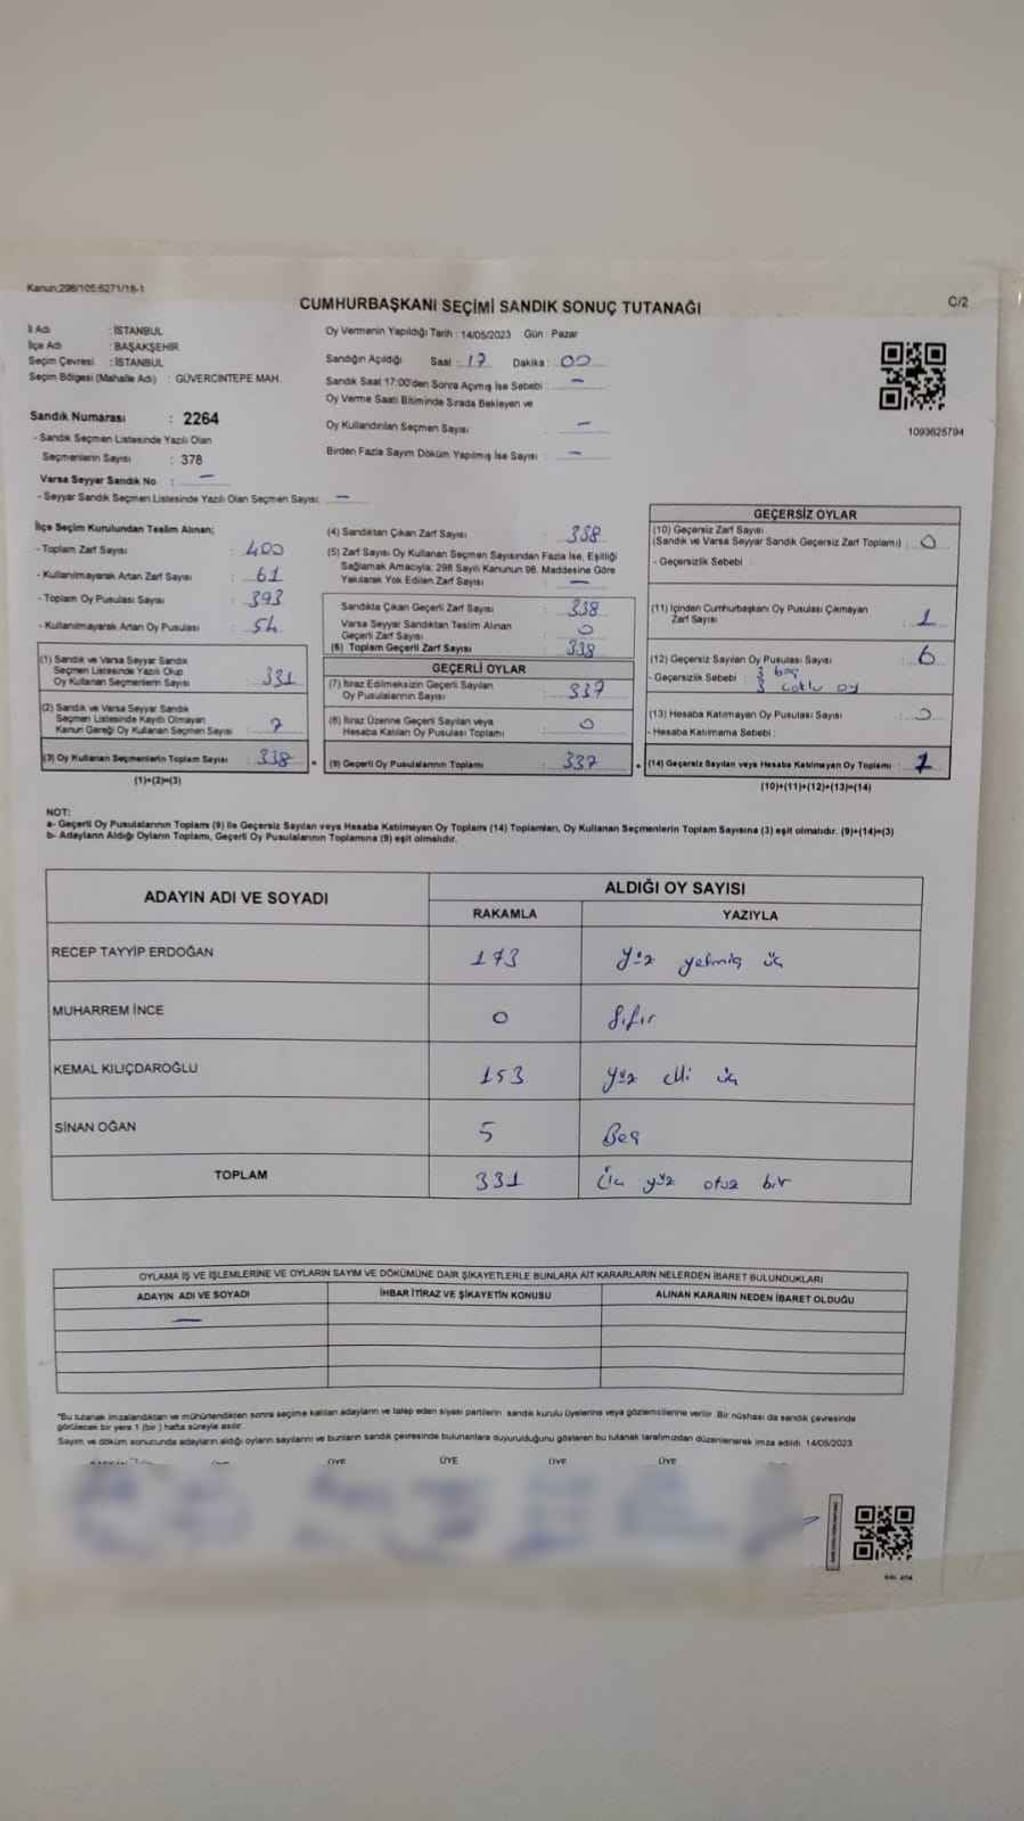 Kanun:298/105:6271/18-1
CUMHURBAŞKANI SEÇİMİ SANDIK SONUÇ TUTANAĞI
C/2
İl Adı : İSTANBUL
İlçe Adı : BAŞAKŞEHİR
Seçim Çevresi : İSTANBUL
Seçim Bölgesi (Mahalle Adı) : GÜVERCİNTEPE MAH.
Sandık Numarası : 2264
- Sandık Seçmen Listesinde Yazılı Olan
Seçmenlerin Sayısı : 378
Varsa Seyyar Sandık No : -
- Seyyar Sandık Seçmen Listesinde Yazılı Olan Seçmen Sayısı: -
Oy Vermenin Yapıldığı Tarih : 14/05/2023 Gün : Pazar
Sandığın Açıldığı Saat : 17 Dakika : 00
Sandık Saat 17:00'den Sonra Açılmış İse Sebebi : -
Oy Verme Saati Bitiminde Sırada Bekleyen ve
Oy Kullandırılan Seçmen Sayısı : -
Birden Fazla Sayım Döküm Yapılmış İse Sayısı : -
1093625794
İlçe Seçim Kurulundan Teslim Alınan;
- Toplam Zarf Sayısı : 400
- Kullanılmayarak Artan Zarf Sayısı : 61
- Toplam Oy Pusulası Sayısı : 393
- Kullanılmayarak Artan Oy Pusulası : 54
(1) Sandık ve Varsa Seyyar Sandık
Seçmen Listesinde Yazılı Olup
Oy Kullanan Seçmenlerin Sayısı : 331
(2) Sandık ve Varsa Seyyar Sandık
Seçmen Listesinde Kayıtlı Olmayan
Kanun Gereği Oy Kullanan Seçmen Sayısı : 7
(3) Oy Kullanan Seçmenlerin Toplam Sayısı : 338
(1)+(2)=(3)
(4) Sandıktan Çıkan Zarf Sayısı : 338
(5) Zarf Sayısı Oy Kullanan Seçmen Sayısından Fazla İse, Eşitliği
Sağlamak Amacıyla; 298 Sayılı Kanunun 98. Maddesine Göre
Yakılarak Yok Edilen Zarf Sayısı : -
Sandıkta Çıkan Geçerli Zarf Sayısı : 338
Varsa Seyyar Sandıktan Teslim Alınan
Geçerli Zarf Sayısı : 0
(6) Toplam Geçerli Zarf Sayısı : 338
GEÇERLİ OYLAR
(7) İtiraz Edilmeksizin Geçerli Sayılan
Oy Pusulalarının Sayısı : 337
(8) İtiraz Üzerine Geçerli Sayılan veya
Hesaba Katılan Oy Pusulası Toplamı : 0
(9) Geçerli Oy Pusulalarının Toplamı : 337
GEÇERSİZ OYLAR
(10) Geçersiz Zarf Sayısı
(Sandık ve Varsa Seyyar Sandık Geçersiz Zarf Toplamı) : 0
- Geçersizlik Sebebi :
(11) İçinden Cumhurbaşkanı Oy Pusulası Çıkmayan
Zarf Sayısı : 1
(12) Geçersiz Sayılan Oy Pusulası Sayısı : 6
- Geçersizlik Sebebi : 3 boş
3 çoklu oy
(13) Hesaba Katılmayan Oy Pusulası Sayısı : 0
- Hesaba Katılmama Sebebi :
(14) Geçersiz Sayılan veya Hesaba Katılmayan Oy Toplamı : 7
(10)+(11)+(12)+(13)=(14)
NOT:
a- Geçerli Oy Pusulalarının Toplamı (9) ile Geçersiz Sayılan veya Hesaba Katılmayan Oy Toplamı (14) Toplamları, Oy Kullanan Seçmenlerin Toplam Sayısına (3) eşit olmalıdır. (9)+(14)=(3)
b- Adayların Aldığı Oyların Toplamı, Geçerli Oy Pusulalarının Toplamına (9) eşit olmalıdır.
ADAYIN ADI VE SOYADI
ALDIĞI OY SAYISI
RAKAMLA YAZIYLA
RECEP TAYYİP ERDOĞAN 173 yüz yetmiş üç
MUHARREM İNCE 0 Sıfır
KEMAL KILIÇDAROĞLU 153 yüz elli üç
SİNAN OĞAN 5 Beş
TOPLAM 331 Üç yüz otuz bir
OYLAMA İŞ VE İŞLEMLERİNE VE OYLARIN SAYIM VE DÖKÜMÜNE DAİR ŞİKAYETLERLE BUNLARA AİT KARARLARIN NELERDEN İBARET BULUNDUKLARI
ADAYIN ADI VE SOYADI İHBAR İTİRAZ VE ŞİKAYETİN KONUSU ALINAN KARARIN NEDEN İBARET OLDUĞU
-
*Bu tutanak imzalandıktan ve mühürlendikten sonra seçime katılan adayların ve talep eden siyasi partilerin sandık kurulu üyelerine veya gözlemcilerine verilir. Bir nüshası da sandık çevresinde
görülecek bir yere 1 (bir) hafta süreyle asılır.
Sayım ve döküm sonucunda adayların aldığı oyların sayılarını ve bunların sandık çevresinde bulunanlara duyurulduğunu gösteren bu tutanak tarafımızdan düzenlenerek imza edildi. 14/05/2023
ÜYE ÜYE ÜYE ÜYE